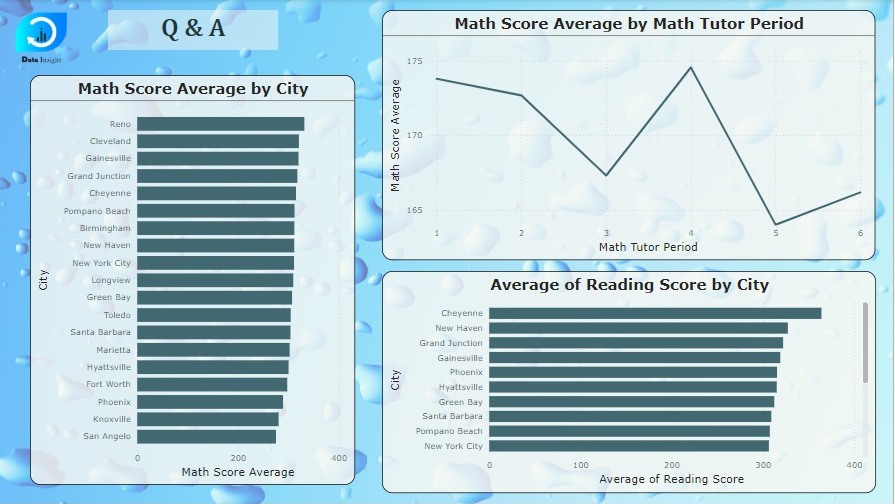 Data Insight
Q & A
Math Score Average by City
City
Reno
Cleveland
Gainesville
Grand Junction
Cheyenne
Pompano Beach
Birmingham
New Haven
New York City
Longview
Green Bay
Toledo
Santa Barbara
Marietta
Hyattsville
Fort Worth
Phoenix
Knoxville
San Angelo
0 200 400
Math Score Average
Math Score Average by Math Tutor Period
Math Score Average
175
170
165
1 2 3 4 5 6
Math Tutor Period
Average of Reading Score by City
City
Cheyenne
New Haven
Grand Junction
Gainesville
Phoenix
Hyattsville
Green Bay
Santa Barbara
Pompano Beach
New York City
0 100 200 300 400
Average of Reading Score